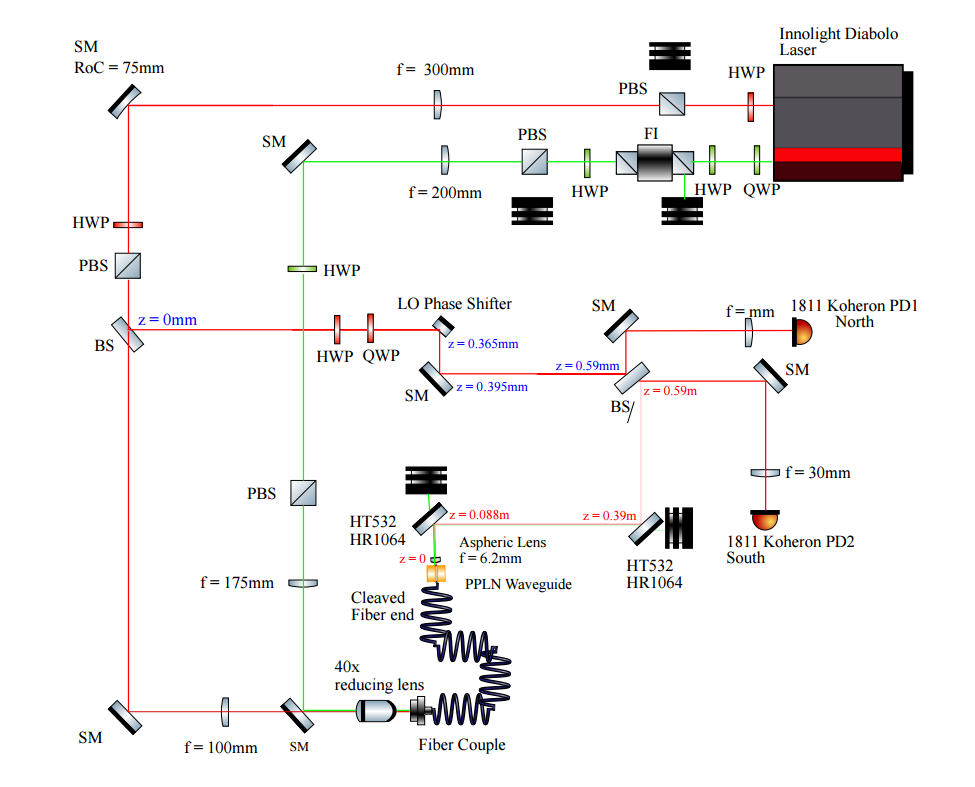 Innolight Diabolo
Laser
SM
RoC = 75mm
f = 300mm
HWP
PBS
SM
PBS
FI
f = 200mm
HWP
HWP
QWP
HWP
PBS
HWP
LO Phase Shifter
SM
f = mm
1811 Koheron PD1
North
z = 0mm
BS
HWP
QWP
z = 0.365mm
z = 0.59mm
SM
SM
z = 0.395mm
z = 0.59m
BS/
PBS
f = 30mm
HT532
HR1064
z = 0.088m
z = 0.39m
1811 Koheron PD2
South
z = 0
Aspheric Lens
f = 6.2mm
HT532
HR1064
f = 175mm
PPLN Waveguide
Cleaved
Fiber end
40x
reducing lens
SM
f = 100mm
SM
Fiber Couple